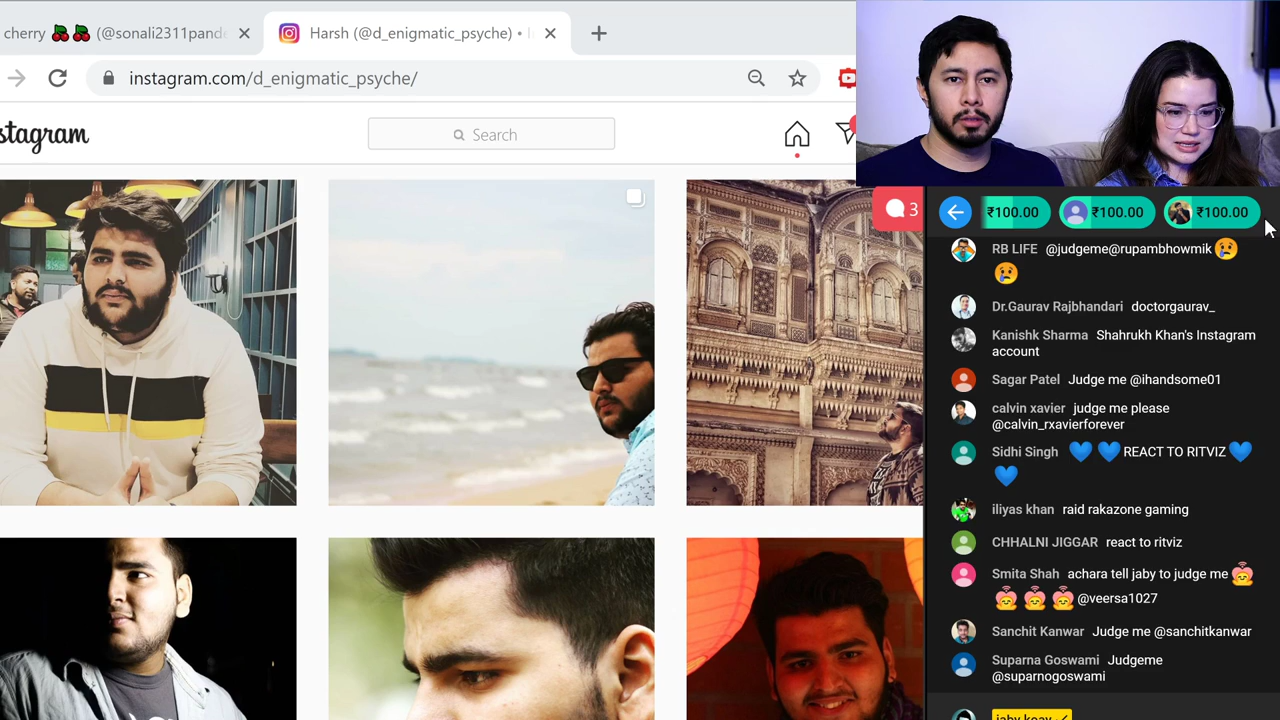 cherry 🍒🍒 (@sonali2311pand
Harsh (@d_enigmatic_psyche) •
instagram.com/d_enigmatic_psyche/
stagram
Search
3
₹100.00 ₹100.00 ₹100.00
RB LIFE @judgeme@rupambhowmik😢
😢
Dr.Gaurav Rajbhandari doctorgaurav_
Kanishk Sharma Shahrukh Khan's Instagram
account
Sagar Patel Judge me @ihandsome01
calvin xavier judge me please
@calvin_rxavierforever
Sidhi Singh 💙💙REACT TO RITVIZ💙
💙
iliyas khan raid rakazone gaming
CHHALNI JIGGAR react to ritviz
Smita Shah achara tell jaby to judge me
@veersa1027
Sanchit Kanwar Judge me @sanchitkanwar
Suparna Goswami Judgeme
@suparnogoswami
jaby koay ✓